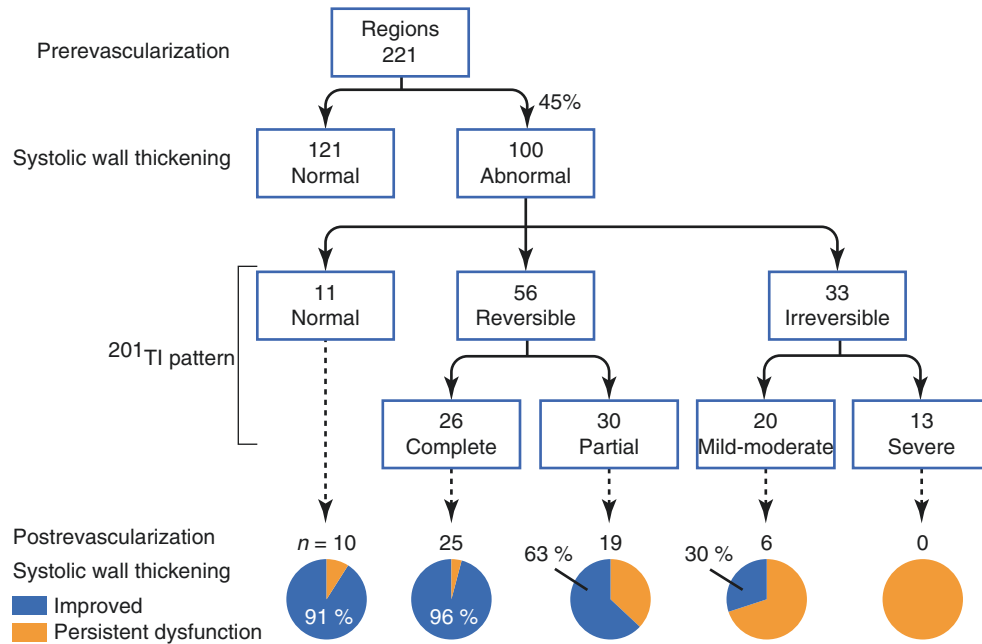 Prerevascularization
Regions
221
45%
Systolic wall thickening
121
Normal
100
Abnormal
201TI pattern
11
Normal
56
Reversible
33
Irreversible
26
Complete
30
Partial
20
Mild-moderate
13
Severe
Postrevascularization
n = 10
25
19
6
0
Systolic wall thickening
63 %
30 %
Improved
91 %
96 %
Persistent dysfunction